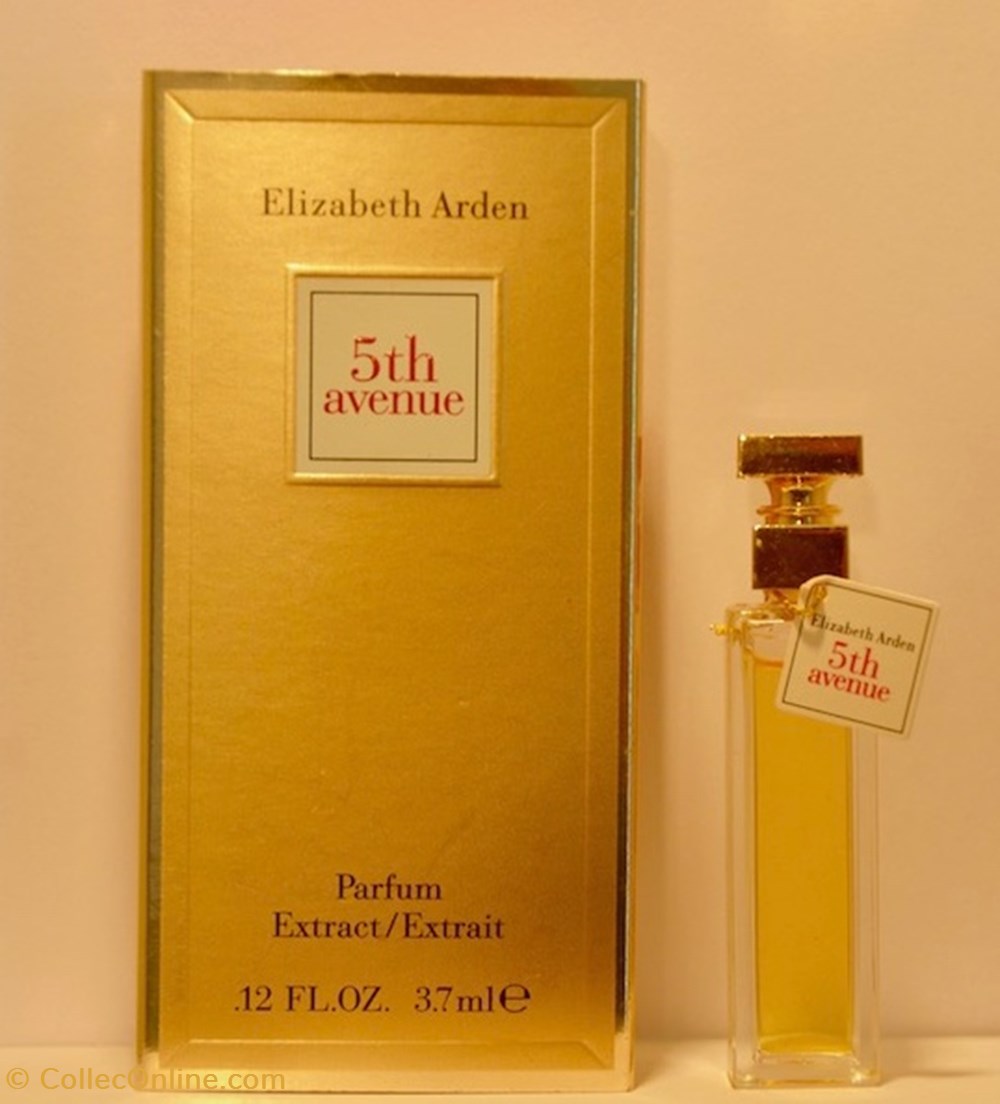 Elizabeth Arden
5th
avenue
Parfum
Extract/Extrait
.12 FL.OZ. 3.7ml℮
Elizabeth Arden
5th
avenue
© CollecOnline.com